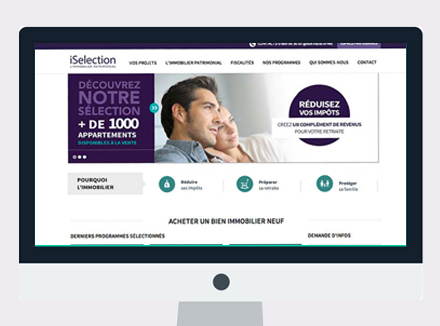 iSelection
L'IMMOBILIER PATRIMONIAL
VOS PROJETS L'IMMOBILIER PATRIMONIAL FISCALITÉS NOS PROGRAMMES QUI SOMMES-NOUS CONTACT
DÉCOUVREZ
NOTRE
SÉLECTION
+ DE 1000
APPARTEMENTS
DISPONIBLES À LA VENTE
RÉDUISEZ
VOS IMPÔTS
CRÉEZ UN COMPLÉMENT DE REVENUS
POUR VOTRE RETRAITE
POURQUOI
L'IMMOBILIER
Réduire
ses impôts
Préparer
sa retraite
Protéger
sa famille
ACHETER UN BIEN IMMOBILIER NEUF
DERNIERS PROGRAMMES SÉLECTIONNÉS DEMANDE D'INFOS